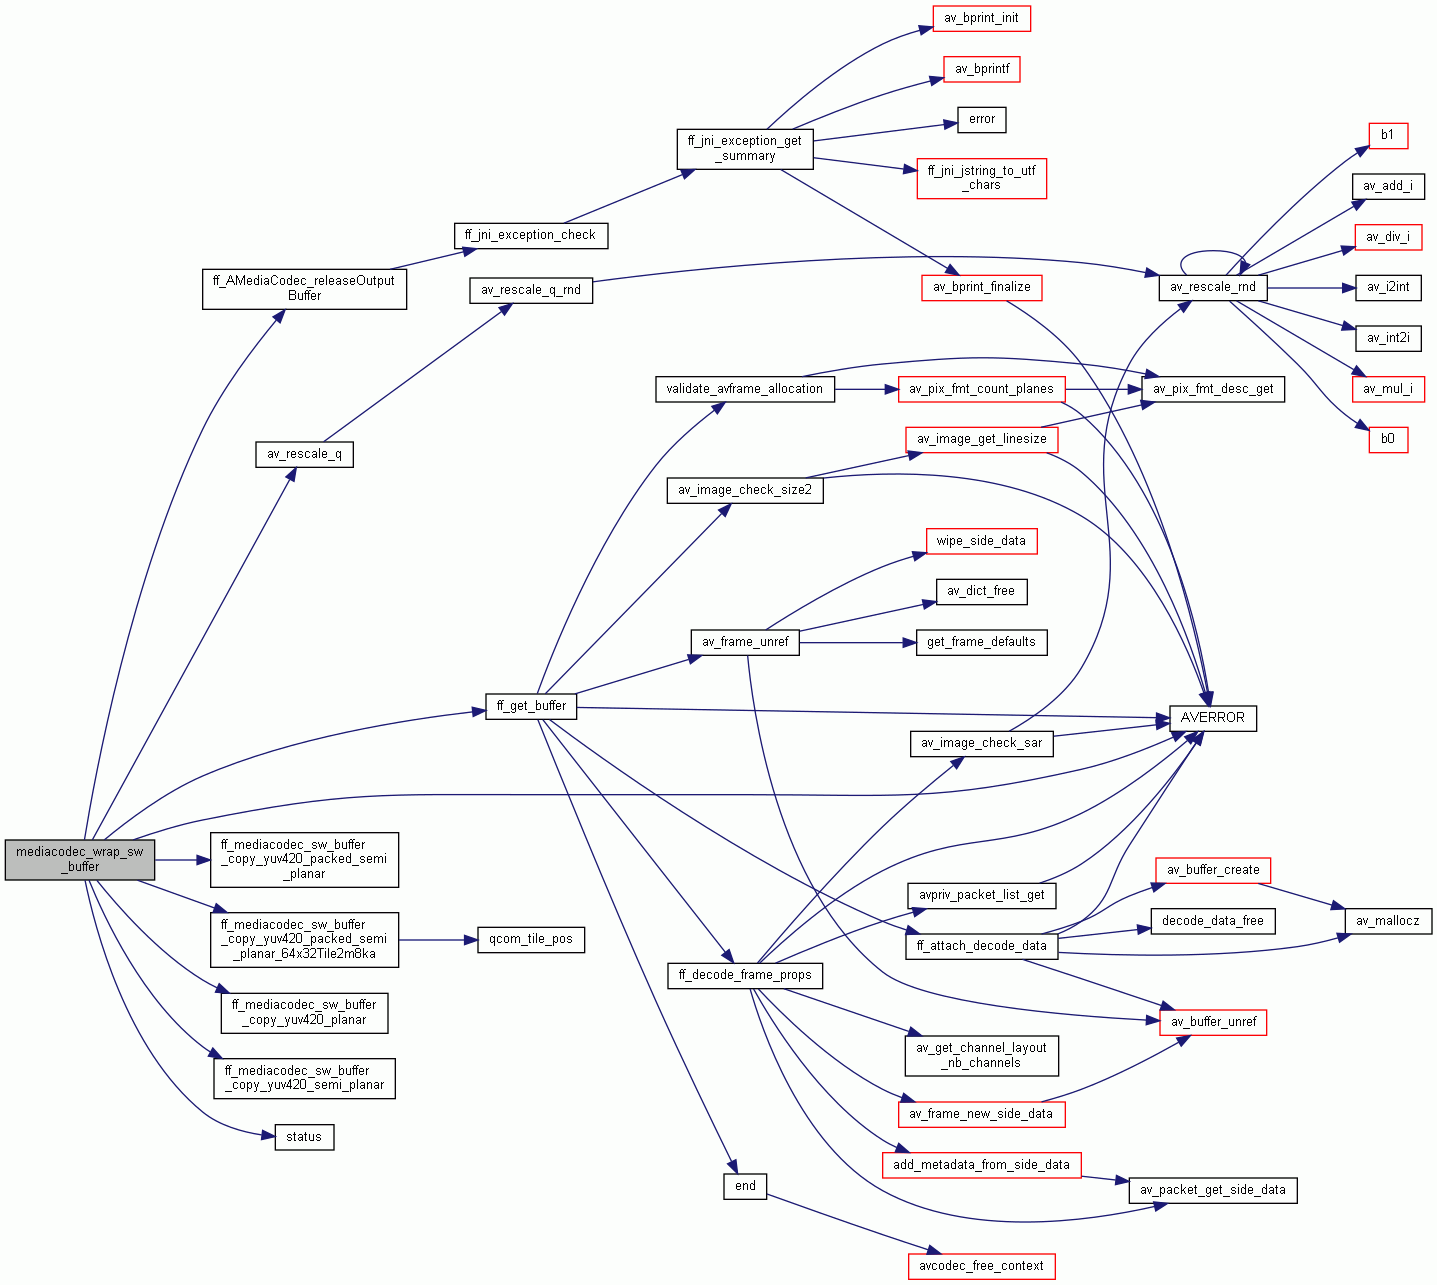 av_bprint_init
av_bprintf
error
ff_jni_exception_get
_summary
ff_jni_jstring_to_utf
_chars
b1
av_add_i
ff_jni_exception_check
av_div_i
ff_AMediaCodec_releaseOutput
Buffer
av_rescale_q_rnd
av_bprint_finalize
av_rescale_rnd
av_i2int
av_int2i
validate_avframe_allocation
av_pix_fmt_count_planes
av_pix_fmt_desc_get
av_mul_i
av_rescale_q
av_image_get_linesize
b0
av_image_check_size2
wipe_side_data
av_dict_free
av_frame_unref
get_frame_defaults
ff_get_buffer
AVERROR
av_image_check_sar
mediacodec_wrap_sw
_buffer
ff_mediacodec_sw_buffer
_copy_yuv420_packed_semi
_planar
av_buffer_create
avpriv_packet_list_get
ff_mediacodec_sw_buffer
_copy_yuv420_packed_semi
_planar_64x32Tile2m8ka
qcom_tile_pos
ff_attach_decode_data
decode_data_free
av_mallocz
ff_decode_frame_props
ff_mediacodec_sw_buffer
_copy_yuv420_planar
av_buffer_unref
av_get_channel_layout
_nb_channels
ff_mediacodec_sw_buffer
_copy_yuv420_semi_planar
av_frame_new_side_data
status
add_metadata_from_side_data
end
av_packet_get_side_data
avcodec_free_context